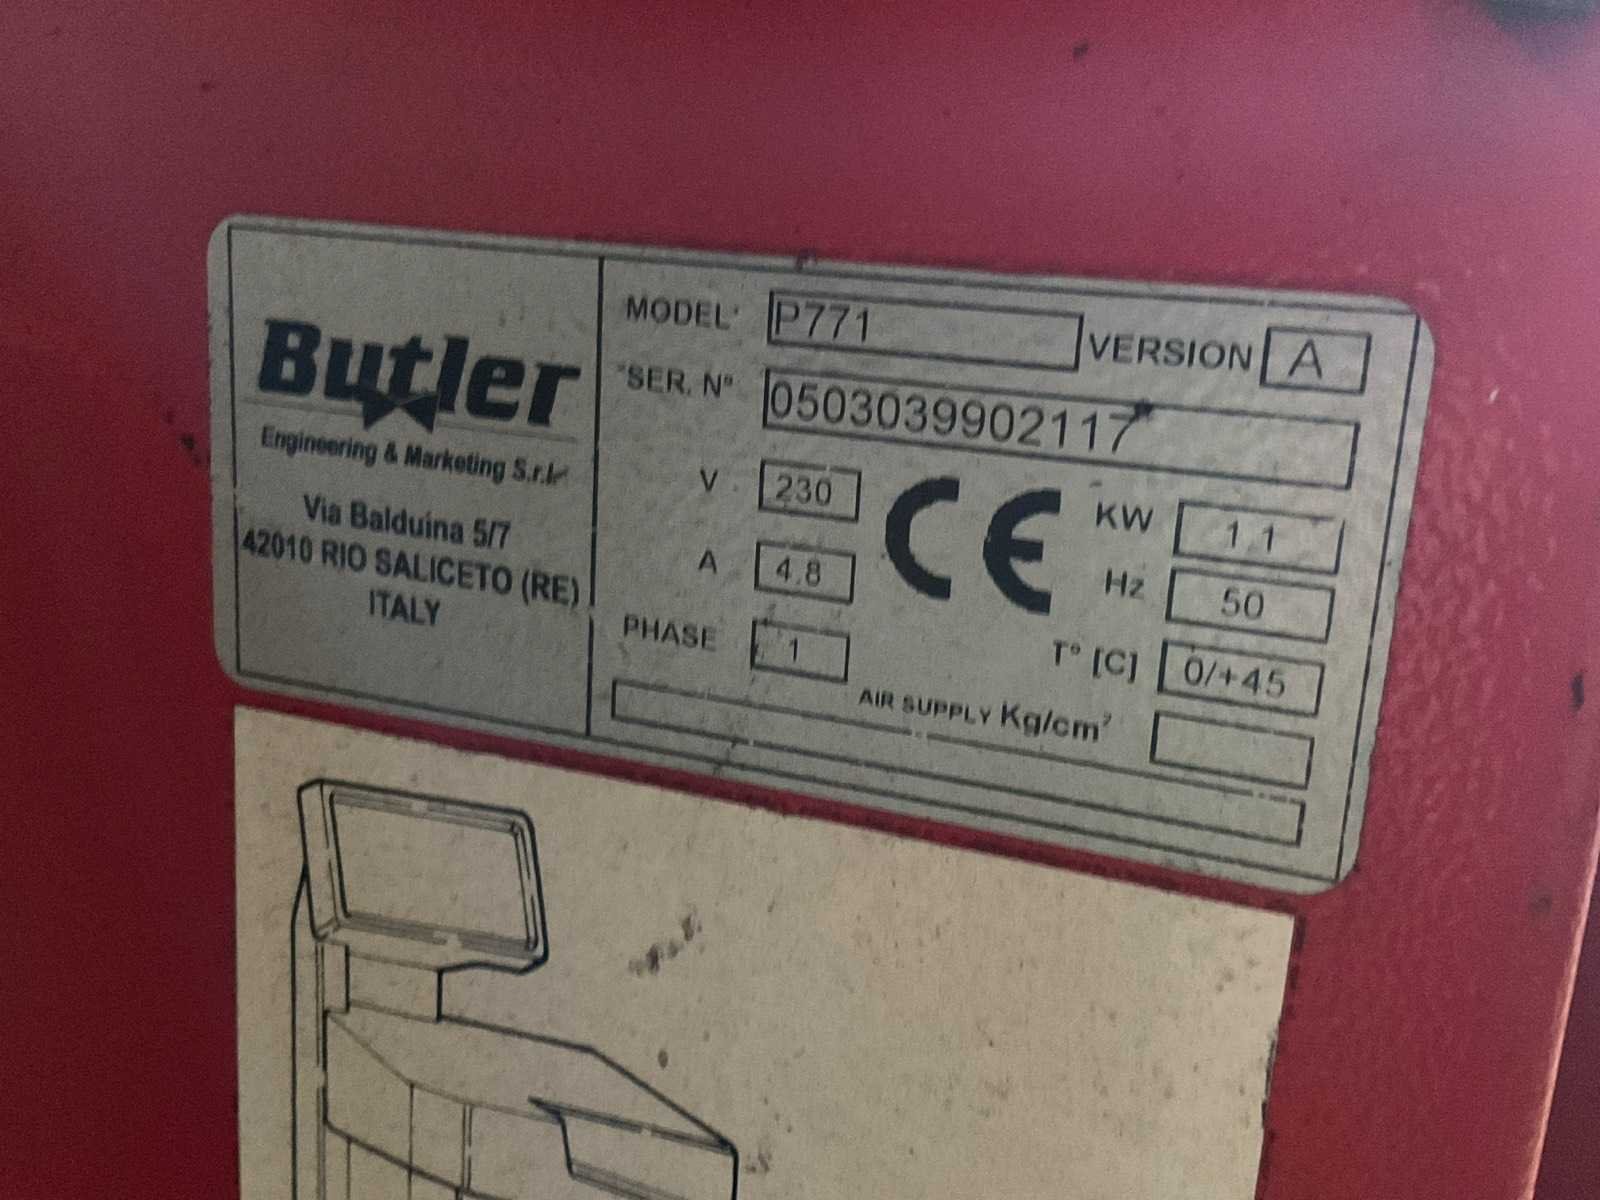 Butler
Engineering & Marketing S.r.l.
Via Balduina 5/7
42010 RIO SALICETO (RE)
ITALY
MODEL P771 VERSION A
SER. N° 0503039902117
V 230 CE KW 1.1
A 4.8 Hz 50
PHASE 1 T° [C] 0/+45
AIR SUPPLY Kg/cm²